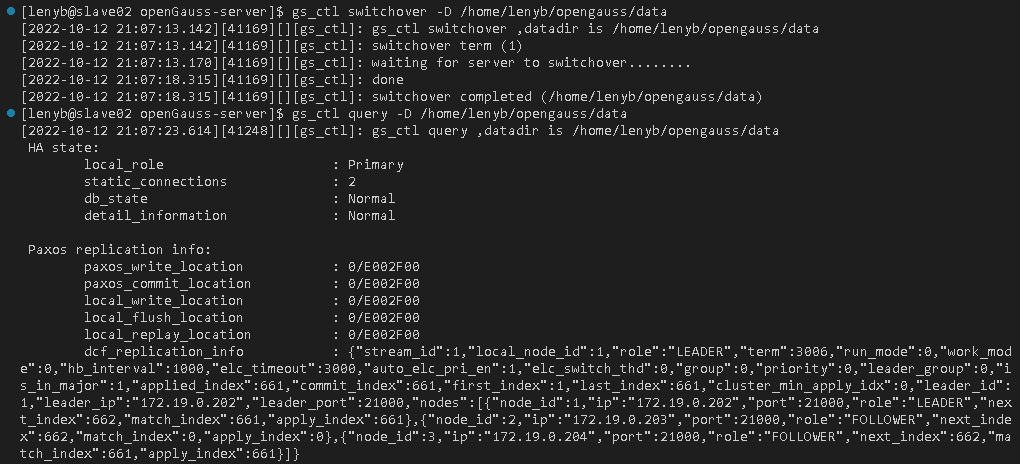 [lenyb@slave02 openGauss-server]$ gs_ctl switchover -D /home/lenyb/opengauss/data
[2022-10-12 21:07:13.142][41169][][gs_ctl]: gs_ctl switchover ,datadir is /home/lenyb/opengauss/data
[2022-10-12 21:07:13.142][41169][][gs_ctl]: switchover term (1)
[2022-10-12 21:07:13.170][41169][][gs_ctl]: waiting for server to switchover........
[2022-10-12 21:07:18.315][41169][][gs_ctl]: done
[2022-10-12 21:07:18.315][41169][][gs_ctl]: switchover completed (/home/lenyb/opengauss/data)
[lenyb@slave02 openGauss-server]$ gs_ctl query -D /home/lenyb/opengauss/data
[2022-10-12 21:07:23.614][41248][][gs_ctl]: gs_ctl query ,datadir is /home/lenyb/opengauss/data
HA state:
local_role : Primary
static_connections : 2
db_state : Normal
detail_information : Normal
Paxos replication info:
paxos_write_location : 0/E002F00
paxos_commit_location : 0/E002F00
local_write_location : 0/E002F00
local_flush_location : 0/E002F00
local_replay_location : 0/E002F00
dcf_replication_info : {"stream_id":1,"local_node_id":1,"role":"LEADER","term":3006,"run_mode":0,"work_mod
e":0,"hb_interval":1000,"elc_timeout":3000,"auto_elc_pri_en":1,"elc_switch_thd":0,"group":0,"priority":0,"leader_group":0,"i
s_in_major":1,"applied_index":661,"commit_index":661,"first_index":1,"last_index":661,"cluster_min_apply_idx":0,"leader_id":
1,"leader_ip":"172.19.0.202","leader_port":21000,"nodes":[{"node_id":1,"ip":"172.19.0.202","port":21000,"role":"LEADER","nex
t_index":662,"match_index":661,"apply_index":661},{"node_id":2,"ip":"172.19.0.203","port":21000,"role":"FOLLOWER","next_inde
x":662,"match_index":0,"apply_index":0},{"node_id":3,"ip":"172.19.0.204","port":21000,"role":"FOLLOWER","next_index":662,"ma
tch_index":661,"apply_index":661}]}